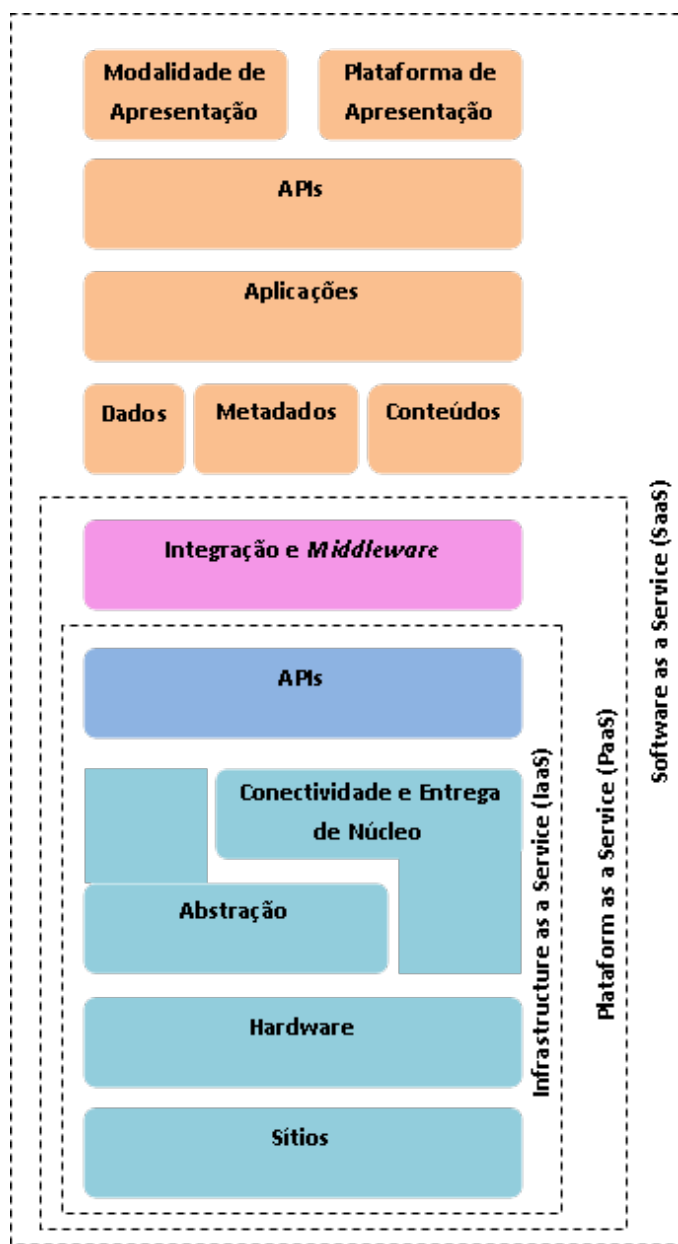 Modalidade de
Apresentação
Plataforma de
Apresentação
APIs
Aplicações
Dados
Metadados
Conteúdos
Integração e Middleware
APIs
Conectividade e Entrega
de Núcleo
Abstração
Hardware
Sítios
Infrastructure as a Service (IaaS)
Plataform as a Service (PaaS)
Software as a Service (SaaS)